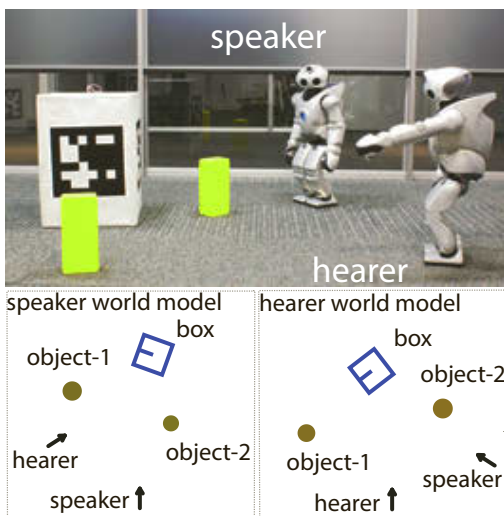 speaker
hearer
speaker world model
box
object-1
hearer
object-2
speaker
hearer world model
box
object-2
object-1
speaker
hearer